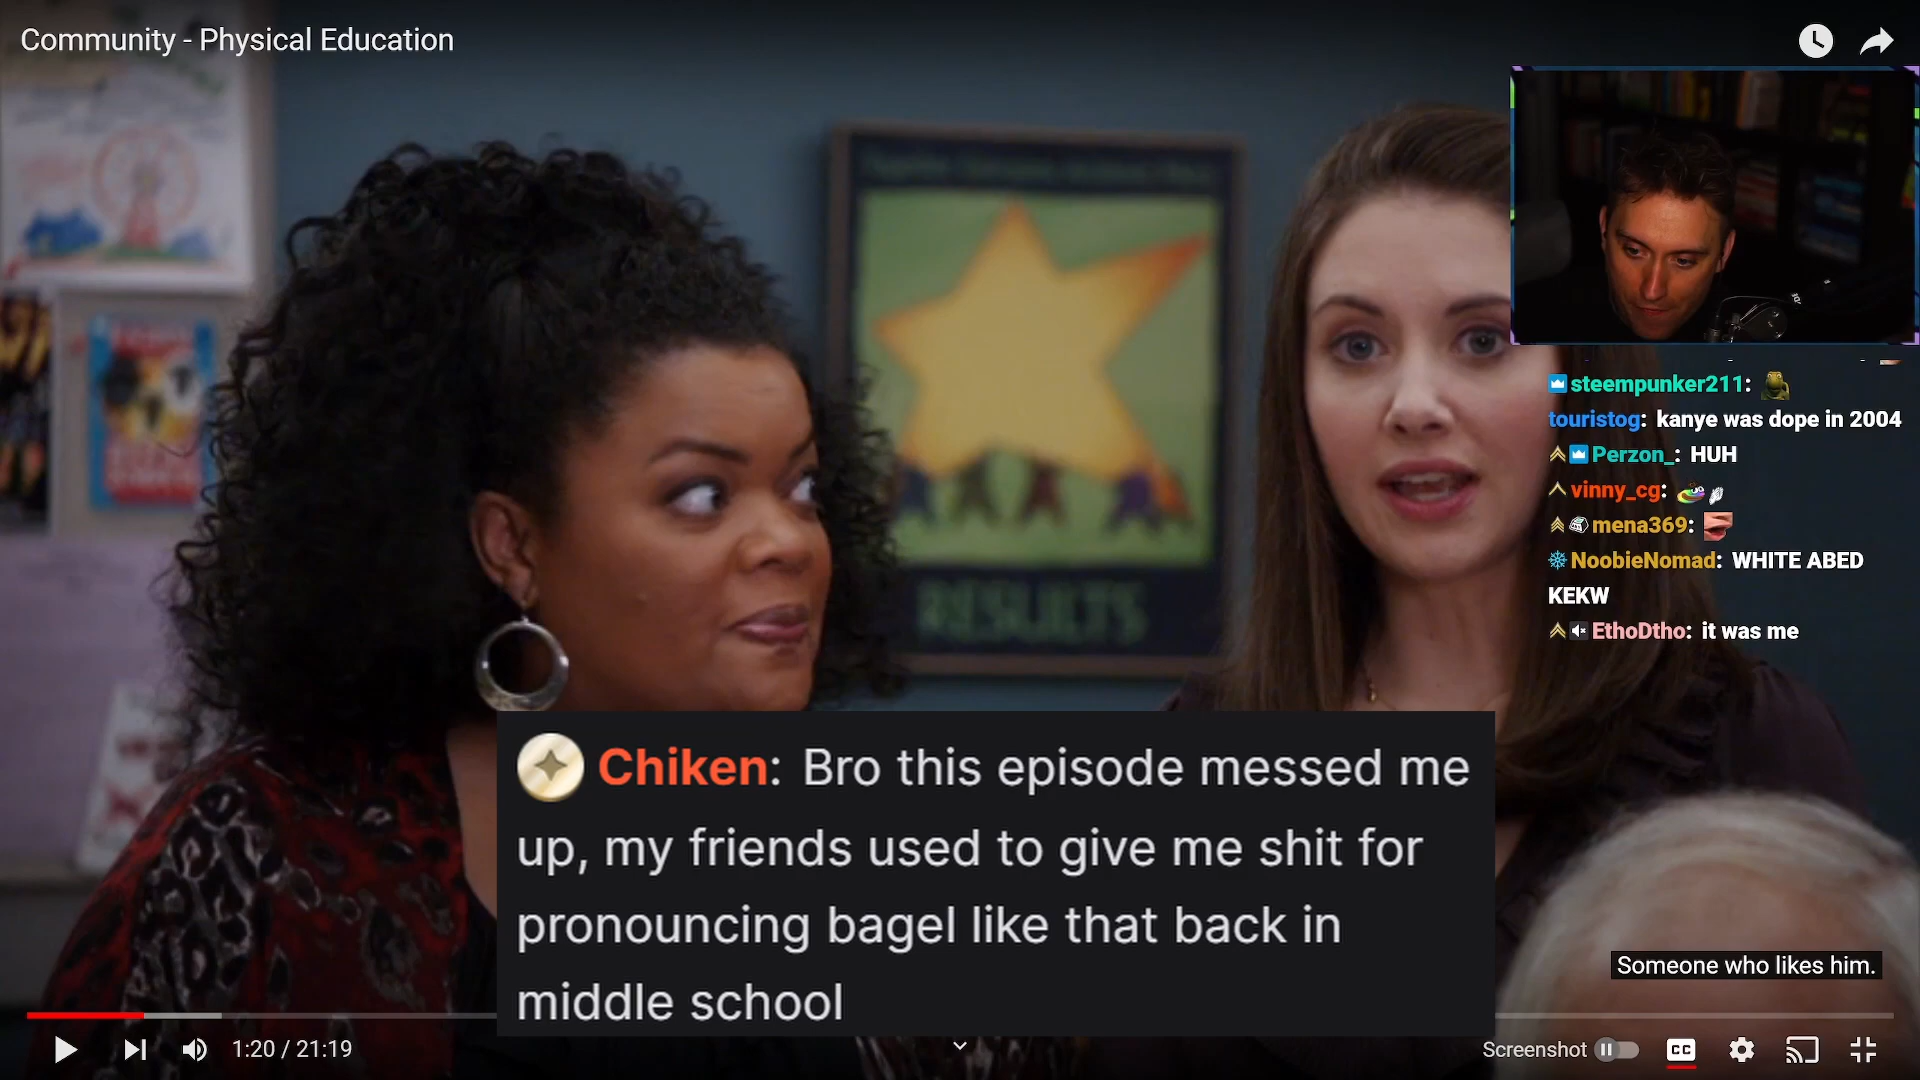 Community - Physical Education
steempunker211:
touristog: kanye was dope in 2004
Perzon_: HUH
vinny_cg:
mena369:
NoobieNomad: WHITE ABED
KEKW
EthoDtho: it was me
RESULTS
Chiken: Bro this episode messed me
up, my friends used to give me shit for
pronouncing bagel like that back in
middle school
Someone who likes him.
1:20 / 21:19
Screenshot
CC